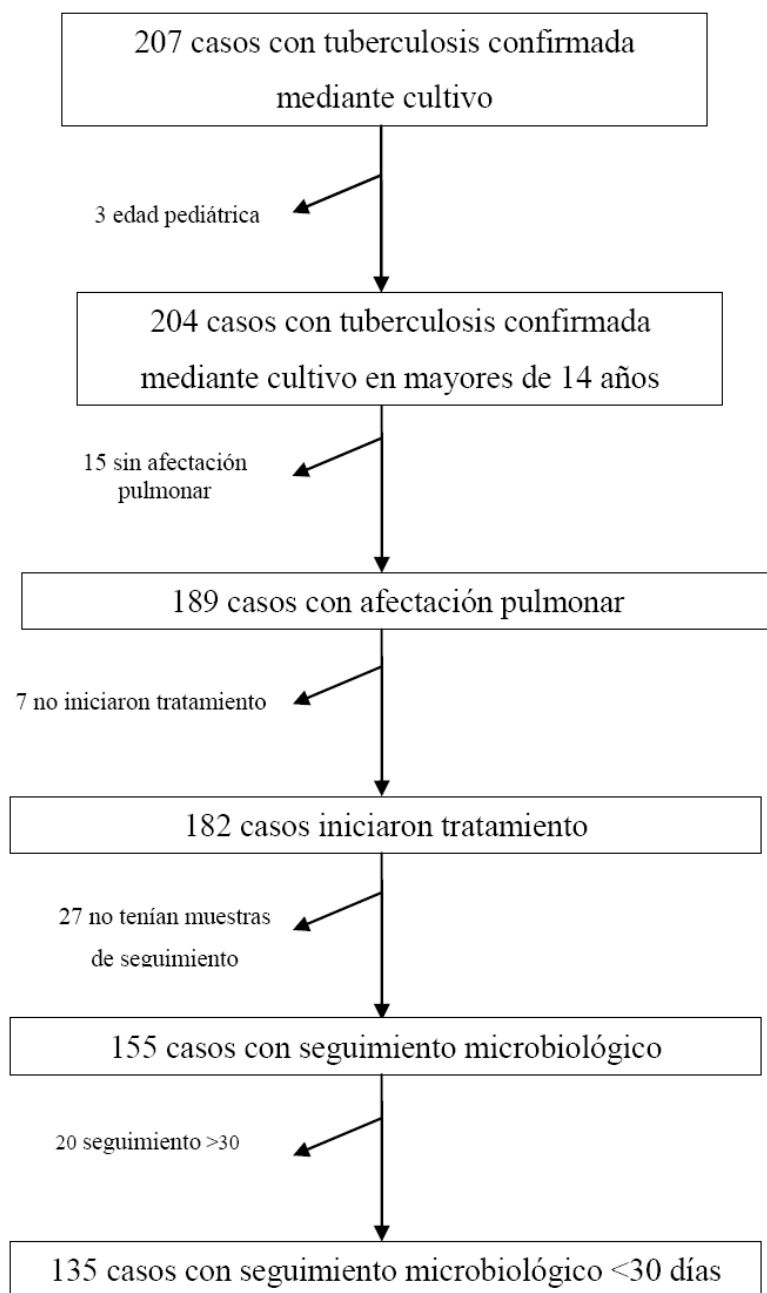 207 casos con tuberculosis confirmada
mediante cultivo
3 edad pediátrica
204 casos con tuberculosis confirmada
mediante cultivo en mayores de 14 años
15 sin afectación
pulmonar
189 casos con afectación pulmonar
7 no iniciaron tratamiento
182 casos iniciaron tratamiento
27 no tenían muestras
de seguimiento
155 casos con seguimiento microbiológico
20 seguimiento >30
135 casos con seguimiento microbiológico <30 días